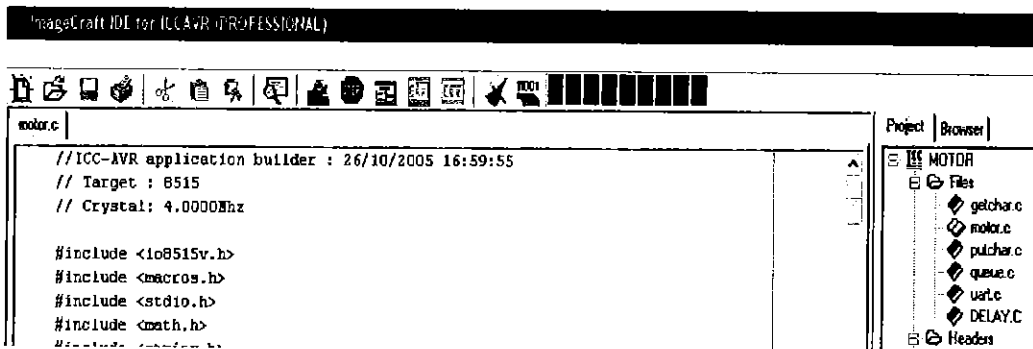 ImageCraft IDE for ICCAVR (PROFESSIONAL)
motor.c
//ICC-AVR application builder : 26/10/2005 16:59:55
// Target : 8515
// Crystal: 4.0000Mhz
#include <io8515v.h>
#include <macros.h>
#include <stdio.h>
#include <math.h>
#include
Project Browser
MOTOR
Files
getchar.c
motor.c
putchar.c
queue.c
uart.c
DELAY.C
Headers